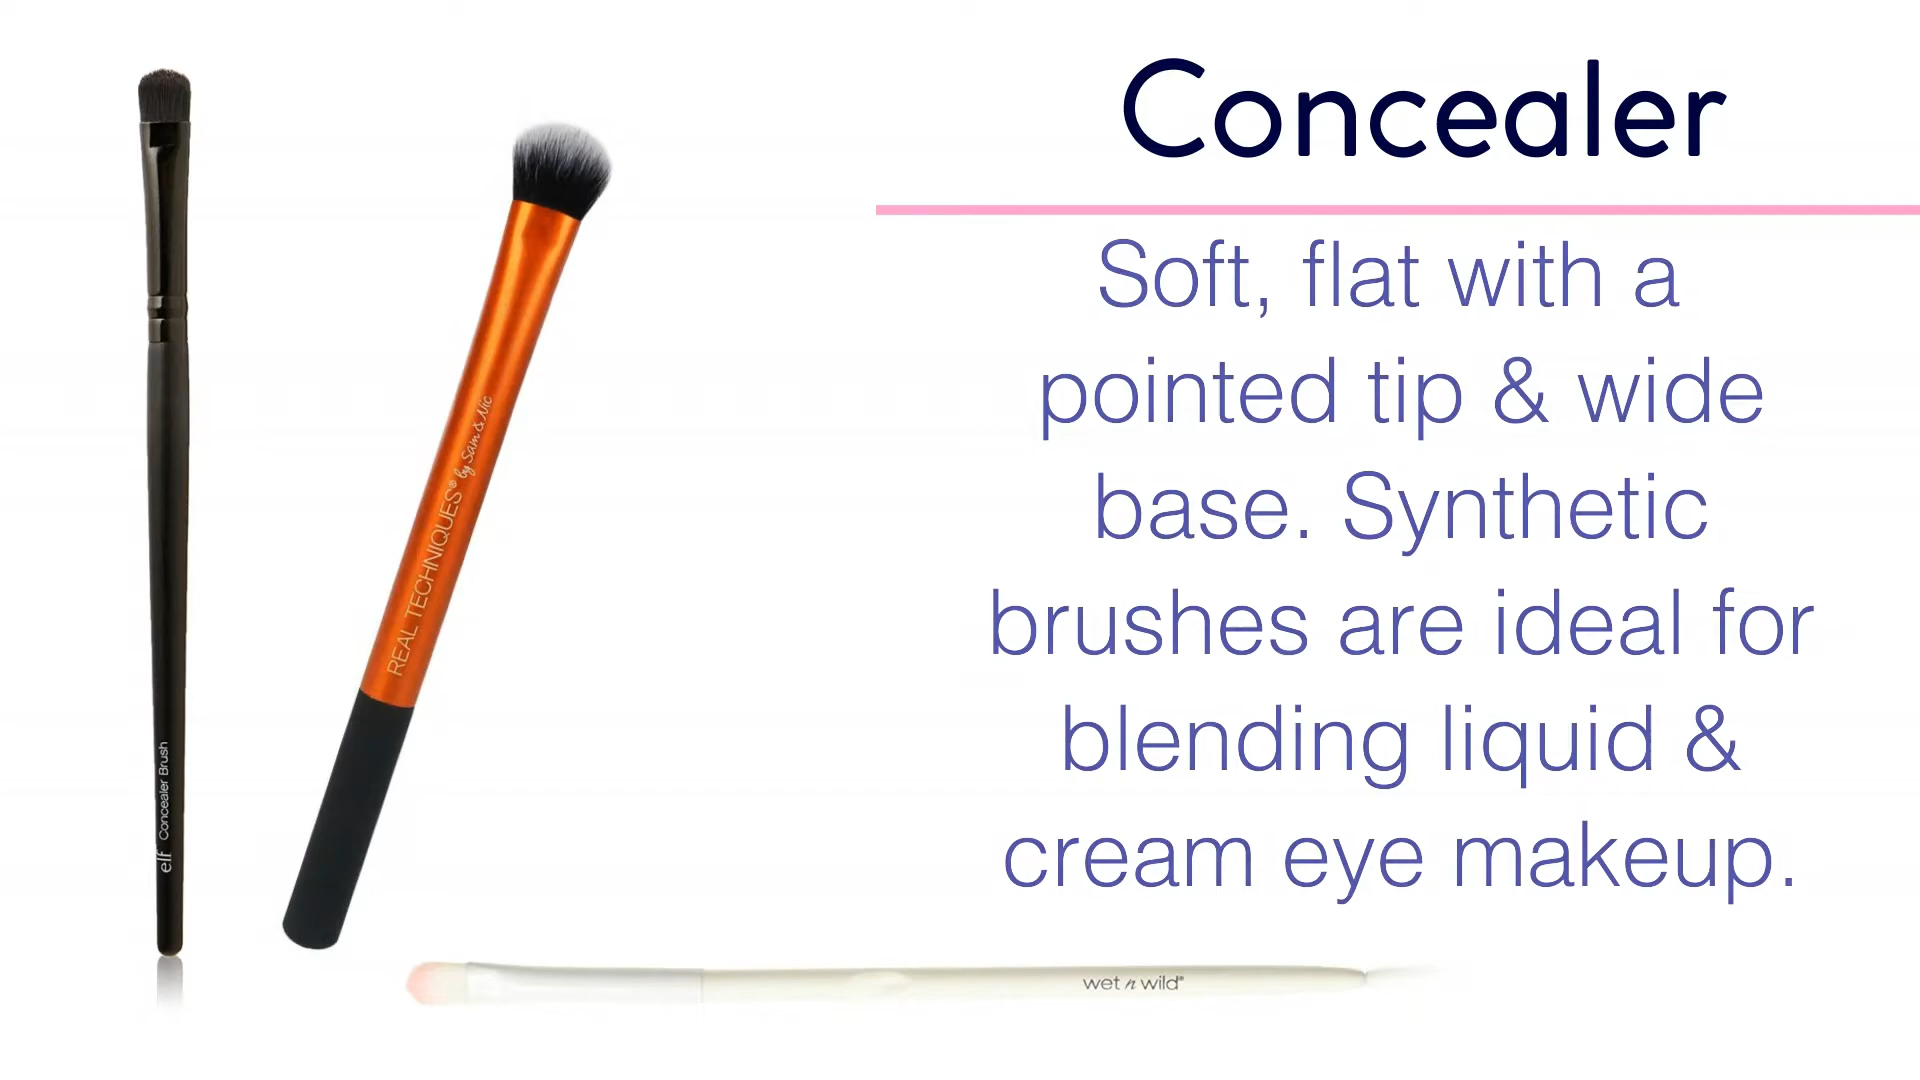 Concealer
Soft, flat with a
pointed tip & wide
base. Synthetic
brushes are ideal for
blending liquid &
cream eye makeup.
REAL TECHNIQUES® by Sam & Nic
elf Concealer Brush
wet n wild®